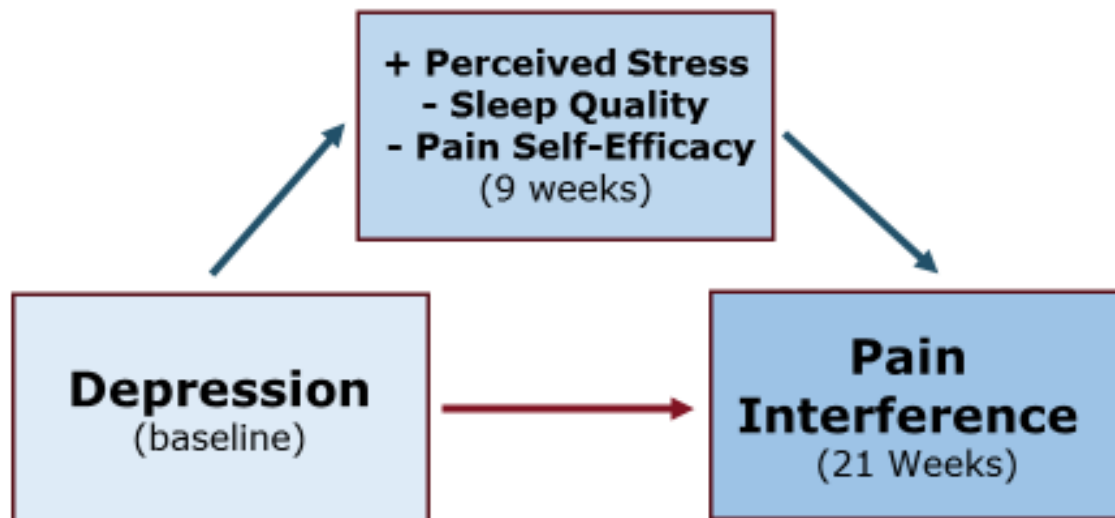 + Perceived Stress
- Sleep Quality
- Pain Self-Efficacy
(9 weeks)
Depression
(baseline)
Pain
Interference
(21 Weeks)